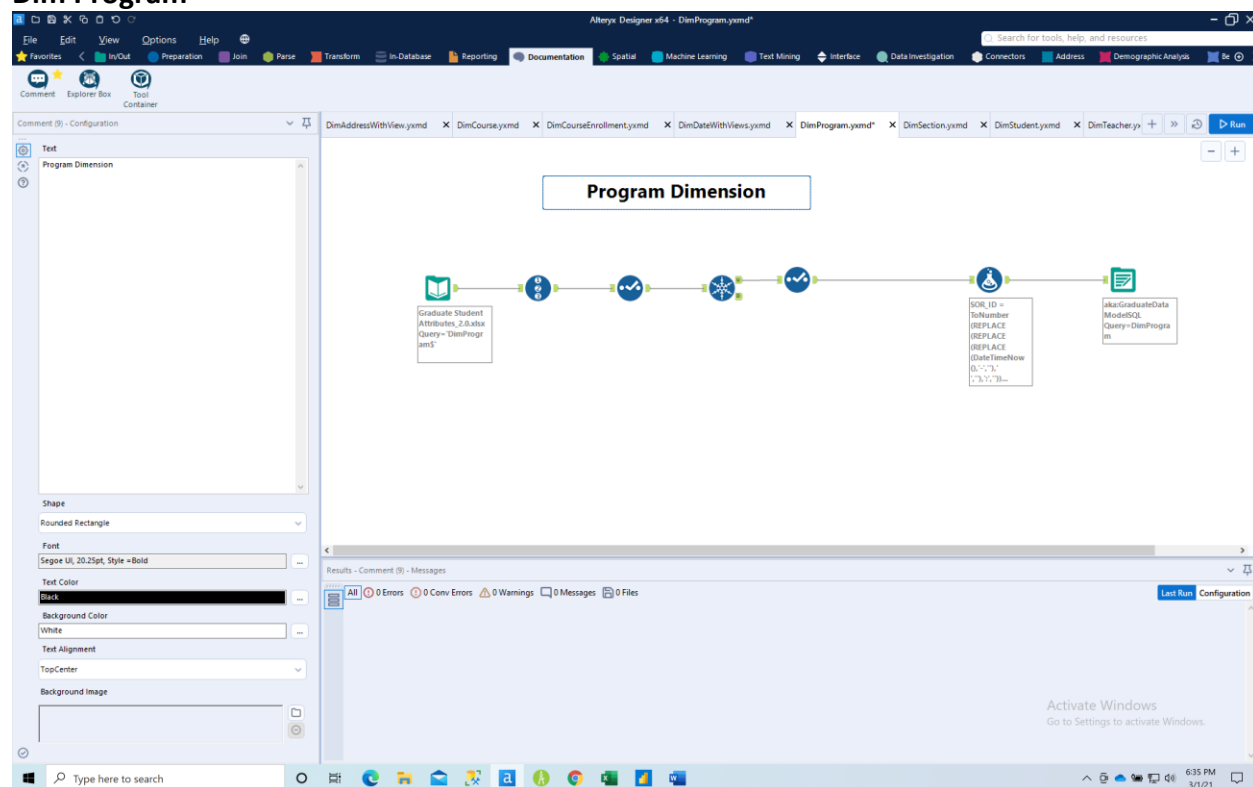 Dim Program
Alteryx Designer x64 - DimProgram.yxmd*
File Edit View Options Help
Search for tools, help, and resources
Favorites In/Out Preparation Join Parse Transform In-Database Reporting Documentation Spatial Machine Learning Text Mining Interface Data Investigation Connectors Address Demographic Analysis Be
Comment Explorer Box Tool
Container
Comment (9) - Configuration
DimAddressWithView.yxmd DimCourse.yxmd DimCourseEnrollment.yxmd DimDateWithViews.yxmd DimProgram.yxmd* DimSection.yxmd DimStudent.yxmd DimTeacher.yx Run
Text
Program Dimension
Program Dimension
Graduate Student
Attributes_2.0.xlsx
Query=`DimProgr
am$`
SOR_ID =
ToNumber
(REPLACE
(REPLACE
(REPLACE
(DateTimeNow
(),'-',''),'
',''),':',''))...
aka:GraduateData
ModelSQL
Query=DimProgra
m
Shape
Rounded Rectangle
Font
Segoe UI, 20.25pt, Style =Bold
Text Color
Black
Background Color
White
Text Alignment
TopCenter
Background Image
Results - Comment (9) - Messages
All 0 Errors 0 Conv Errors 0 Warnings 0 Messages 0 Files
Last Run Configuration
Activate Windows
Go to Settings to activate Windows.
Type here to search
6:35 PM
3/1/21